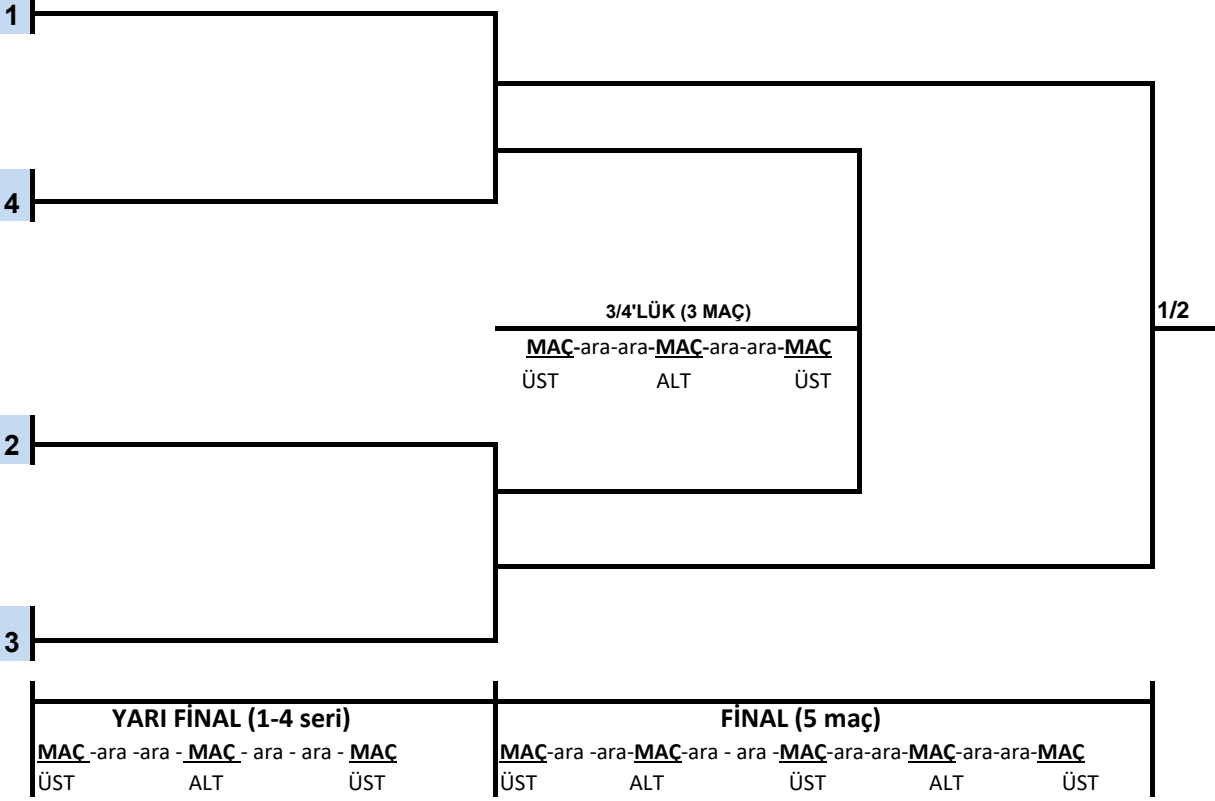 1
4
3/4'LÜK (3 MAÇ)
1/2
MAÇ-ara-ara-MAÇ-ara-ara-MAÇ
ÜST ALT ÜST
2
3
YARI FİNAL (1-4 seri) FİNAL (5 maç)
MAÇ -ara -ara - MAÇ - ara - ara - MAÇ MAÇ-ara -ara-MAÇ-ara - ara -MAÇ-ara-ara-MAÇ-ara-ara-MAÇ
ÜST ALT ÜST ÜST ALT ÜST ALT ÜST